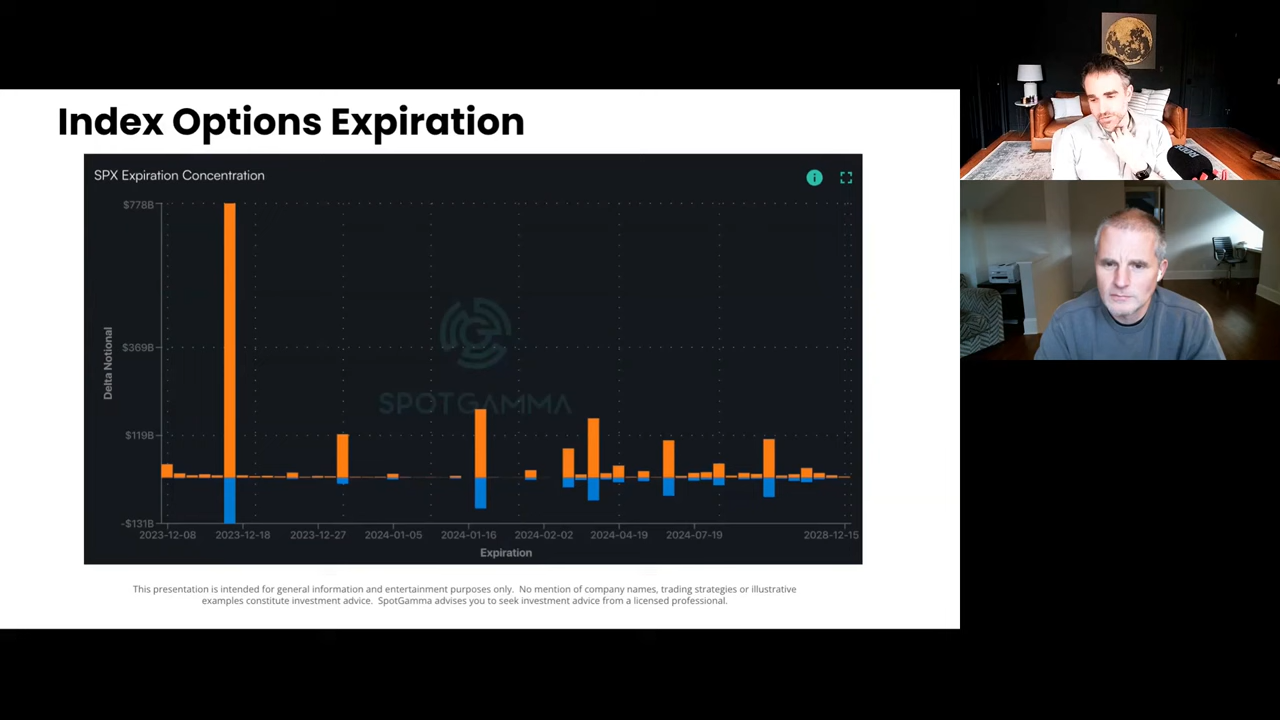 Index Options Expiration
SPX Expiration Concentration
i
$778B
$369B
$119B
-$131B
Delta Notional
SPOTGAMMA
2023-12-08 2023-12-18 2023-12-27 2024-01-05 2024-01-16 2024-02-02 2024-04-19 2024-07-19 2028-12-15
Expiration
This presentation is intended for general information and entertainment purposes only. No mention of company names, trading strategies or illustrative
examples constitute investment advice. SpotGamma advises you to seek investment advice from a licensed professional.